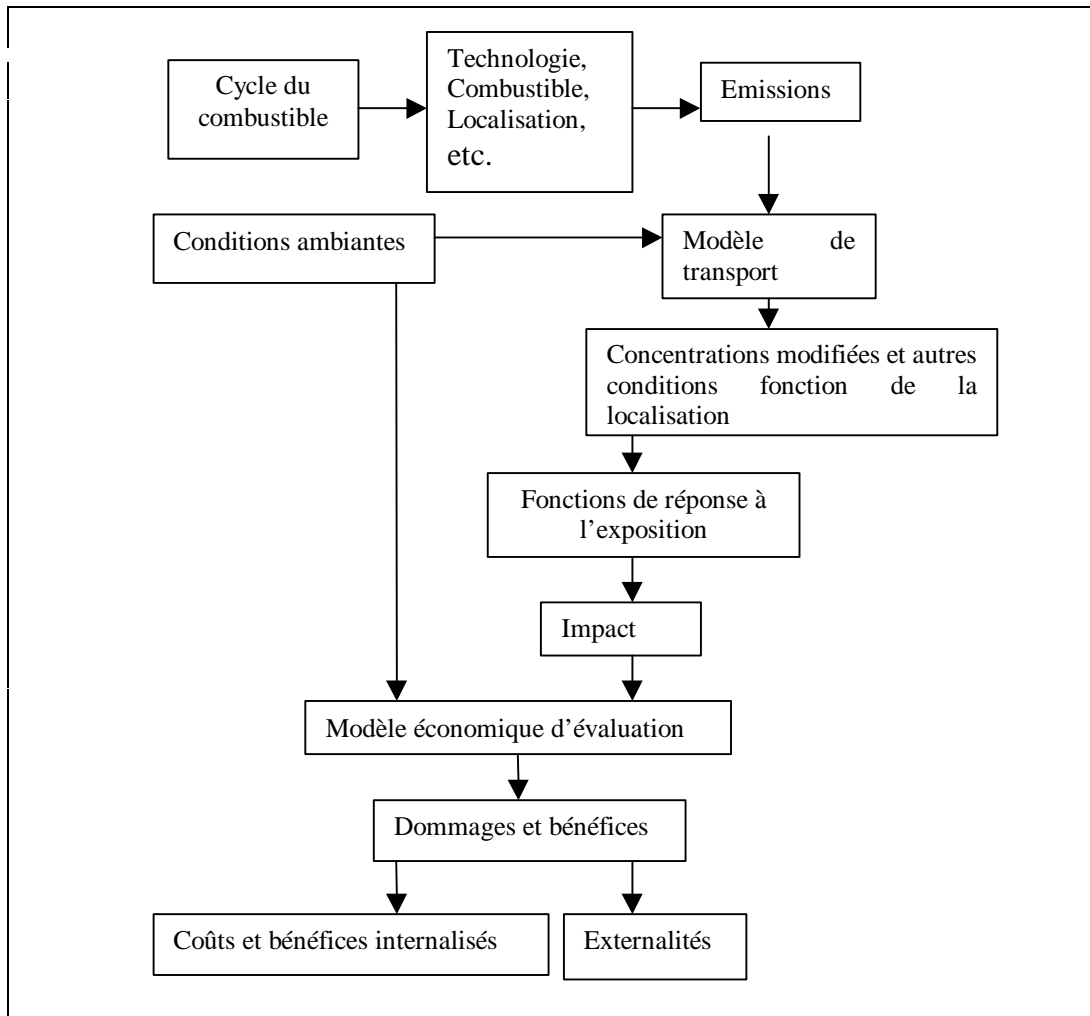 Cycle du
combustible
Technologie,
Combustible,
Localisation,
etc.
Emissions
Conditions ambiantes
Modèle de
transport
Concentrations modifiées et autres
conditions fonction de la
localisation
Fonctions de réponse à
l’exposition
Impact
Modèle économique d’évaluation
Dommages et bénéfices
Coûts et bénéfices internalisés
Externalités